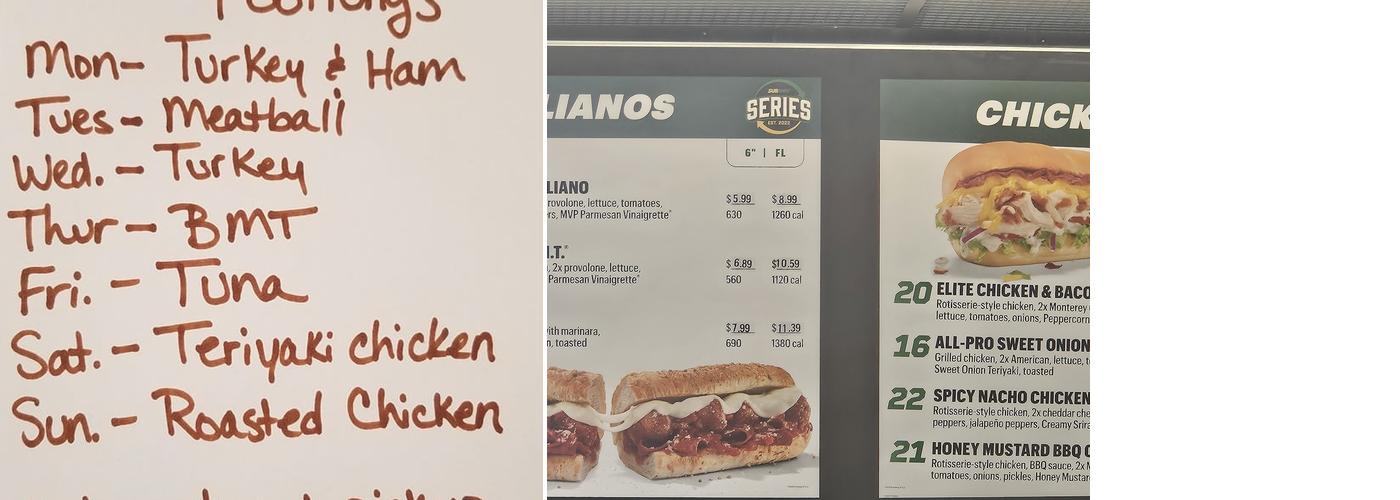 Footlongs
Mon- Turkey & Ham
Tues- Meatball
Wed. - Turkey
Thur- BMT
Fri. - Tuna
Sat. - Teriyaki chicken
Sun. - Roasted Chicken
LIANOS
SUBWAY
SERIES
EST. 2022
6" | FL
LIANO
rovolone, lettuce, tomatoes,
rs, MVP Parmesan Vinaigrette®
$5.99 $8.99
630 1260 cal
.T.®
, 2x provolone, lettuce,
Parmesan Vinaigrette®
$6.89 $10.59
560 1120 cal
with marinara,
n, toasted
$7.99 $11.39
690 1380 cal
CHICK
20 ELITE CHICKEN & BACO
Rotisserie-style chicken, 2x Monterey
lettuce, tomatoes, onions, Peppercorn
16 ALL-PRO SWEET ONION
Grilled chicken, 2x American, lettuce, t
Sweet Onion Teriyaki, toasted
22 SPICY NACHO CHICKEN
Rotisserie-style chicken, 2x cheddar che
peppers, jalapeño peppers, Creamy Srira
21 HONEY MUSTARD BBQ C
Rotisserie-style chicken, BBQ sauce, 2x M
tomatoes, onions, pickles, Honey Mustar